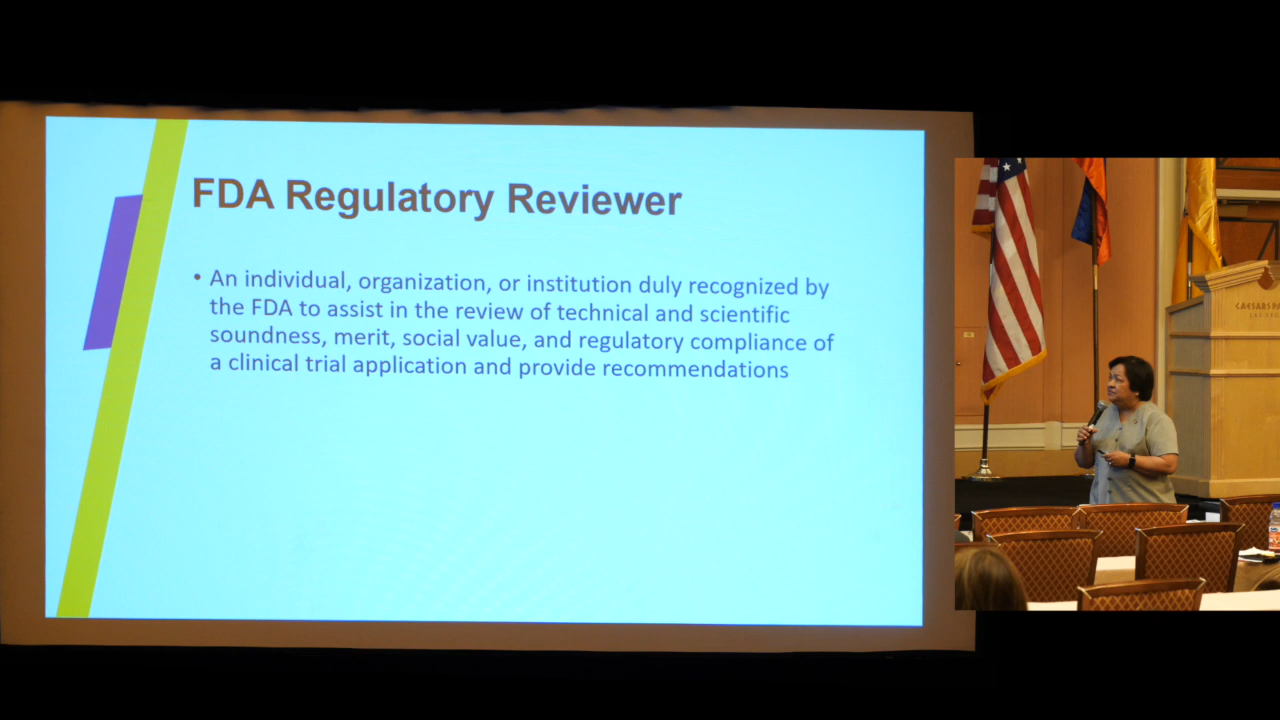 FDA Regulatory Reviewer
• An individual, organization, or institution duly recognized by
the FDA to assist in the review of technical and scientific
soundness, merit, social value, and regulatory compliance of
a clinical trial application and provide recommendations
CAESARS